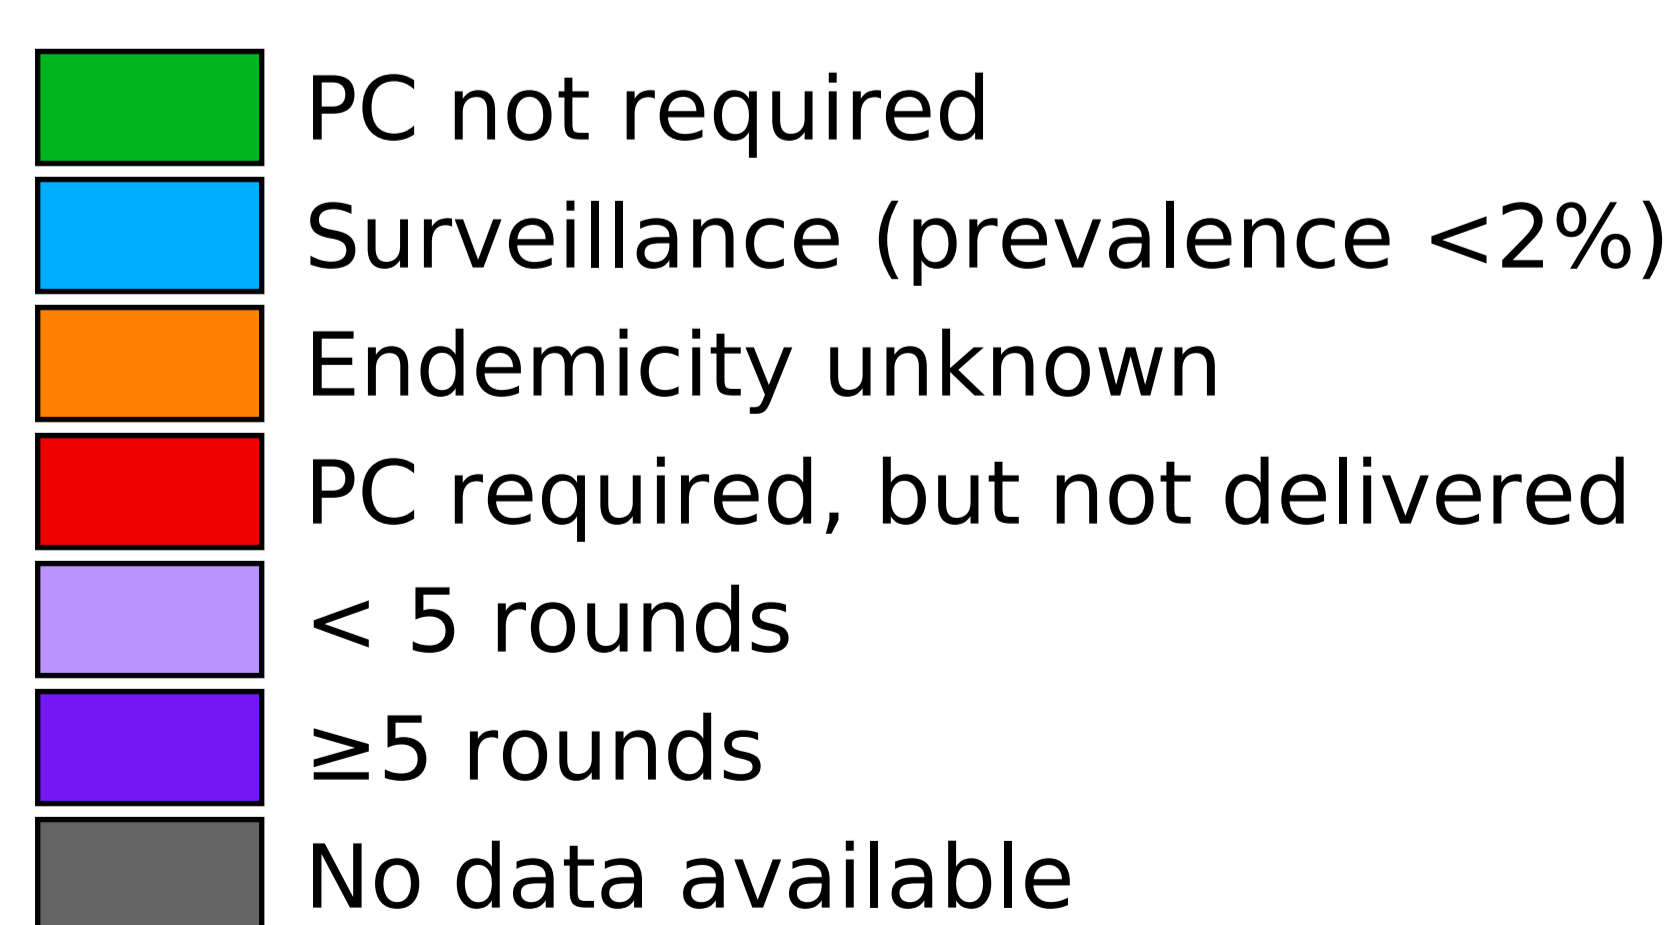 PC not required
Surveillance (prevalence <2%)
Endemicity unknown
PC required, but not delivered
< 5 rounds
≥5 rounds
No data available